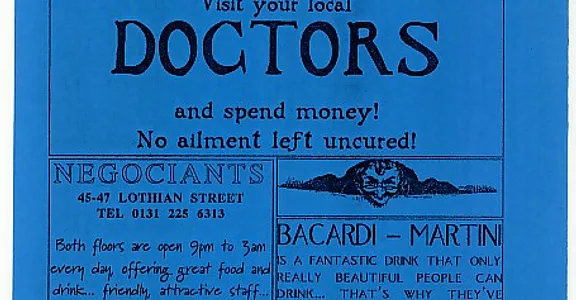 Visit your local
DOCTORS
and spend money!
No ailment left uncured!
NEGOCIANTS
45-47 LOTHIAN STREET
TEL 0131 225 6313
Both floors are open 9pm to 3am
every day, offering great food and
drink... friendly, attractive staff...
BACARDI - MARTINI
IS A FANTASTIC DRINK THAT ONLY
REALLY BEAUTIFUL PEOPLE CAN
DRINK... THAT'S WHY THEY'VE